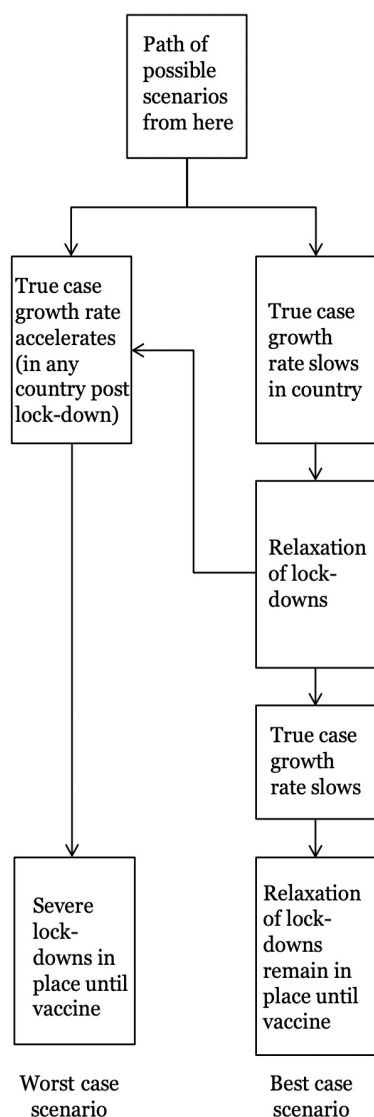 Path of
possible
scenarios
from here
True case
growth rate
accelerates
(in any
country post
lock-down)
True case
growth
rate slows
in country
Relaxation
of lock-
downs
True case
growth
rate slows
Severe
lock-
downs in
place until
vaccine
Relaxation
of lock-
downs
remain in
place until
vaccine
Worst case
scenario
Best case
scenario